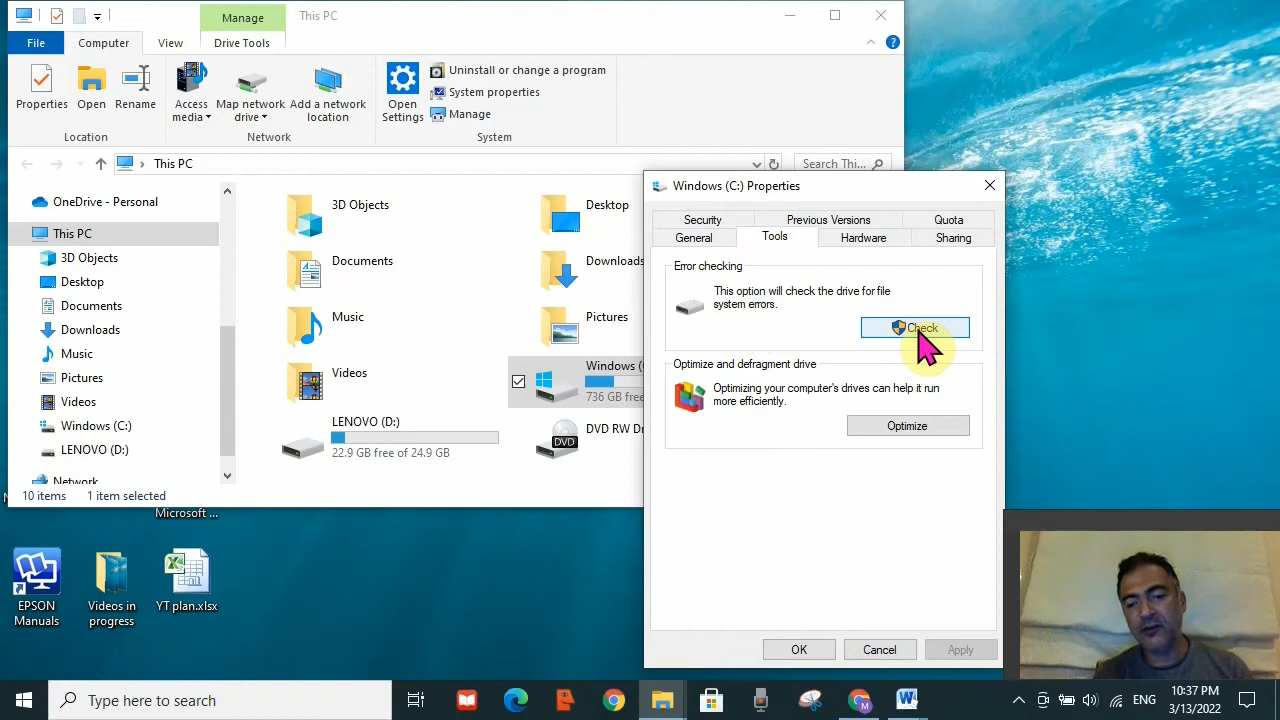 Manage
This PC
File
Computer
View
Drive Tools
Properties
Open
Rename
Access
media
Map network
drive
Add a network
location
Open
Settings
Uninstall or change a program
System properties
Manage
Location
Network
System
This PC
Search Thi...
OneDrive - Personal
This PC
3D Objects
Desktop
Documents
Downloads
Music
Pictures
Videos
Windows (C:)
LENOVO (D:)
Network
3D Objects
Desktop
Documents
Downloads
Music
Pictures
Videos
Windows (
736 GB free
LENOVO (D:)
22.9 GB free of 24.9 GB
DVD
DVD RW Dr
10 items
1 item selected
Windows (C:) Properties
Security
Previous Versions
Quota
General
Tools
Hardware
Sharing
Error checking
This option will check the drive for file
system errors.
Check
Optimize and defragment drive
Optimizing your computer's drives can help it run
more efficiently.
Optimize
OK
Cancel
Apply
Microsoft ...
EPSON
Manuals
Videos in
progress
YT plan.xlsx
Type here to search
ENG
10:37 PM
3/13/2022